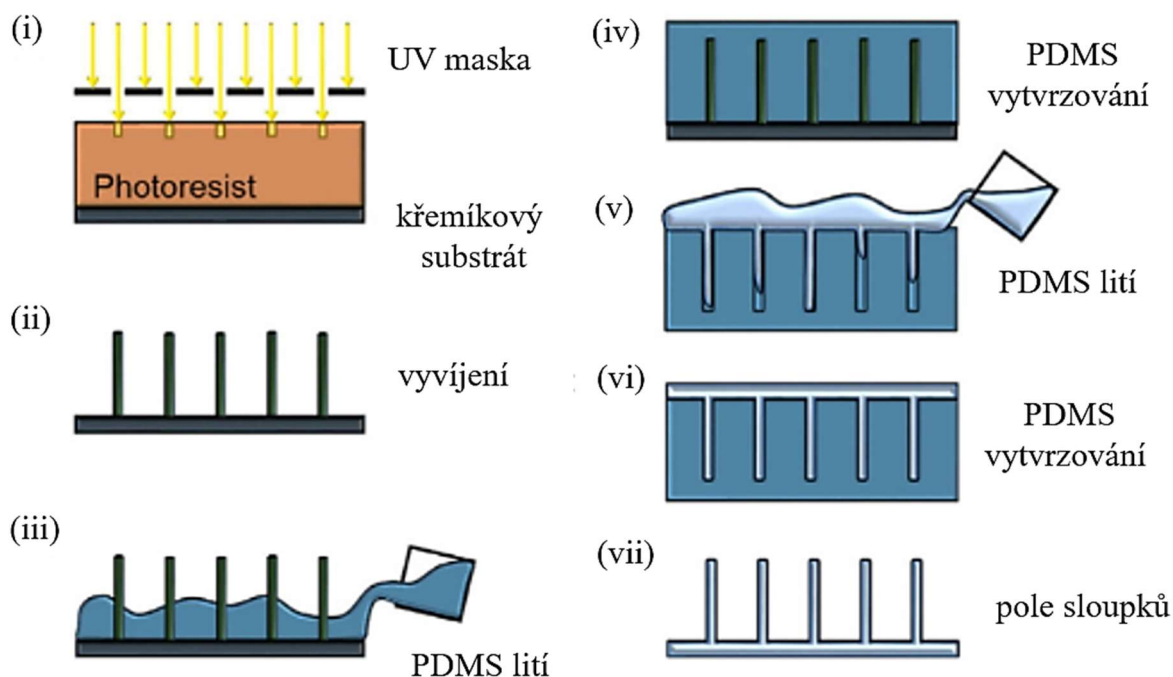 (i)
UV maska
Photoresist
křemíkový
substrát
(ii)
vyvíjení
(iii)
PDMS lití
(iv)
PDMS
vytvrzování
(v)
PDMS lití
(vi)
PDMS
vytvrzování
(vii)
pole sloupků